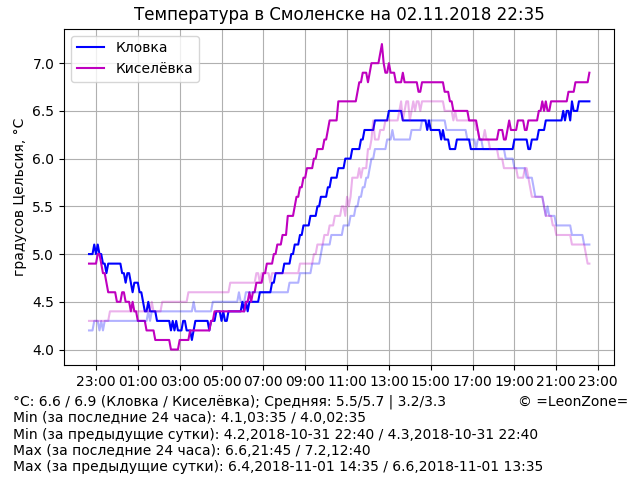 Температура в Смоленске на 02.11.2018 22:35
Кловка
Киселёвка
градусов Цельсия, °C
7.0
6.5
6.0
5.5
5.0
4.5
4.0
23:00 01:00 03:00 05:00 07:00 09:00 11:00 13:00 15:00 17:00 19:00 21:00 23:00
°C: 6.6 / 6.9 (Кловка / Киселёвка); Средняя: 5.5/5.7 | 3.2/3.3 © =LeonZone=
Min (за последние 24 часа): 4.1,03:35 / 4.0,02:35
Min (за предыдущие сутки): 4.2,2018-10-31 22:40 / 4.3,2018-10-31 22:40
Max (за последние 24 часа): 6.6,21:45 / 7.2,12:40
Max (за предыдущие сутки): 6.4,2018-11-01 14:35 / 6.6,2018-11-01 13:35